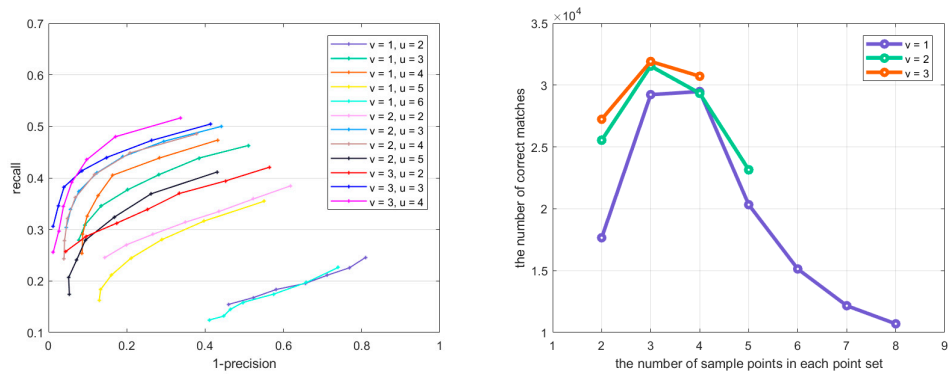 0.7
0.6
0.5
0.4
0.3
0.2
0.1
recall
0
0.2
0.4
0.6
0.8
1
1-precision
v = 1, u = 2
v = 1, u = 3
v = 1, u = 4
v = 1, u = 5
v = 1, u = 6
v = 2, u = 2
v = 2, u = 3
v = 2, u = 4
v = 2, u = 5
v = 3, u = 2
v = 3, u = 3
v = 3, u = 4
×10⁴
3.5
3
2.5
2
1.5
1
the number of correct matches
1
2
3
4
5
6
7
8
9
the number of sample points in each point set
v = 1
v = 2
v = 3